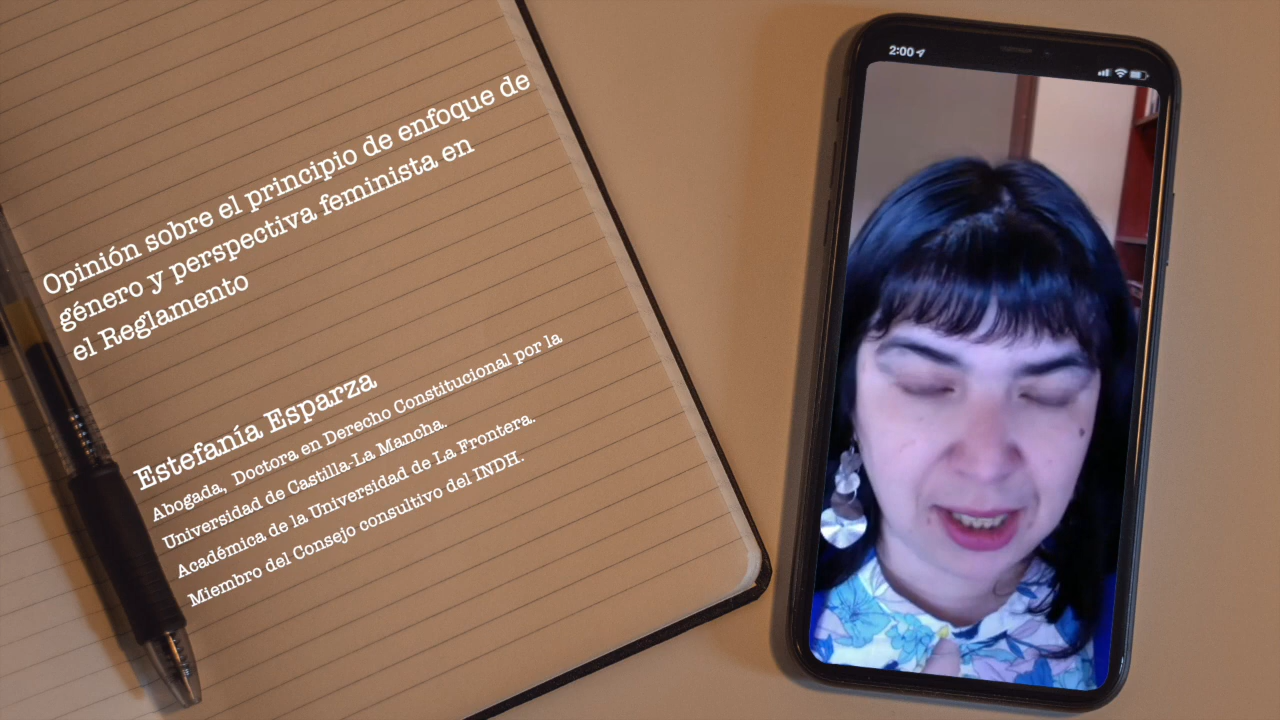 Opinión sobre el principio de enfoque de
género y perspectiva feminista en
el Reglamento
Estefanía Esparza
Abogada, Doctora en Derecho Constitucional por la
Universidad de Castilla-La Mancha.
Académica de la Universidad de La Frontera.
Miembro del Consejo consultivo del INDH.
2:00